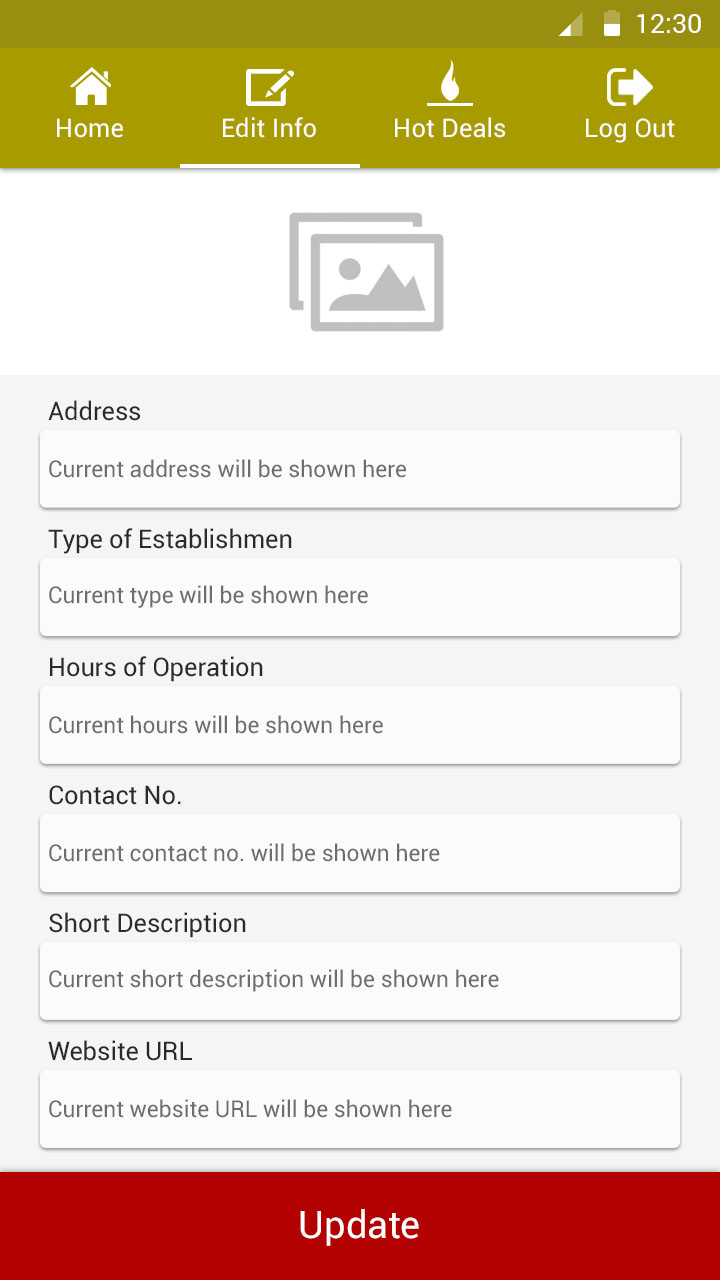 12:30
Home
Edit Info
Hot Deals
Log Out
Address
Current address will be shown here
Type of Establishmen
Current type will be shown here
Hours of Operation
Current hours will be shown here
Contact No.
Current contact no. will be shown here
Short Description
Current short description will be shown here
Website URL
Current website URL will be shown here
Update